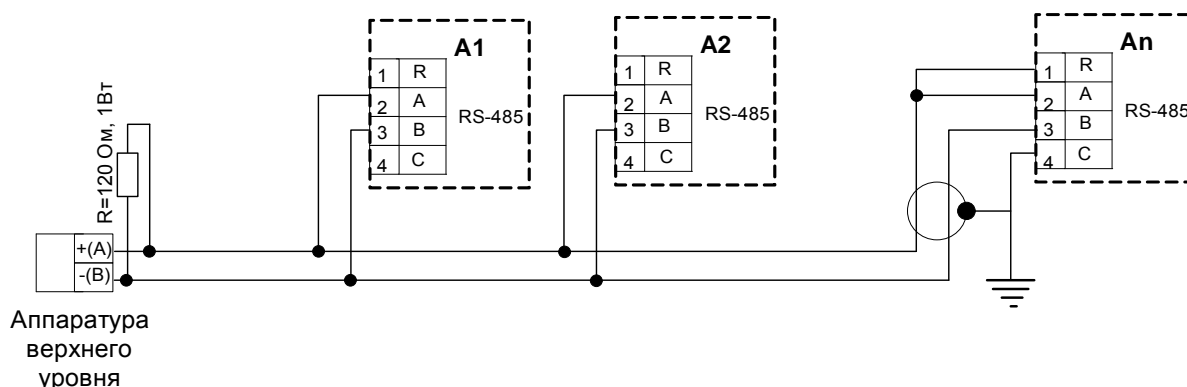 R=120 Ом, 1Вт
+(A)
-(B)
Аппаратура
верхнего
уровня
A1
1 R
2 A
3 B
4 C
RS-485
A2
1 R
2 A
3 B
4 C
RS-485
An
1 R
2 A
3 B
4 C
RS-485